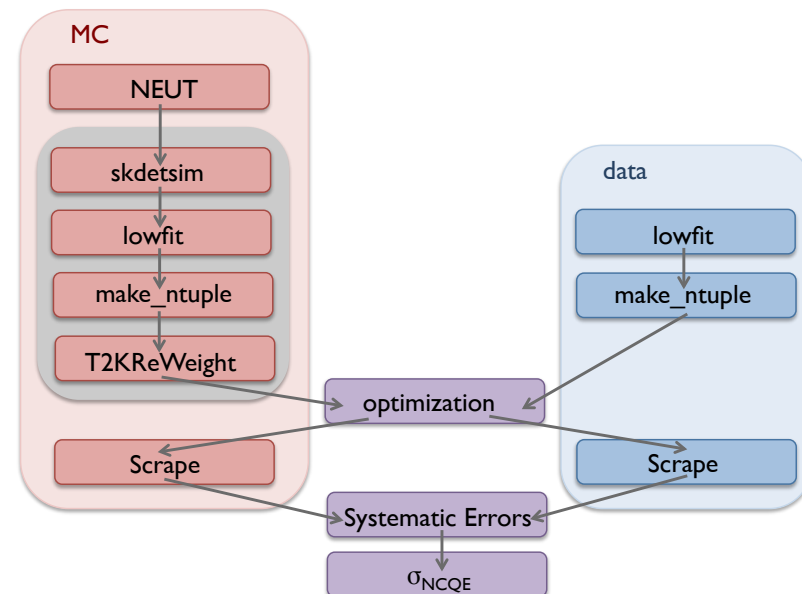 MC
NEUT
skdetsim
lowfit
make_ntuple
T2KReWeight
data
lowfit
make_ntuple
optimization
Scrape
Scrape
Systematic Errors
σNCQE